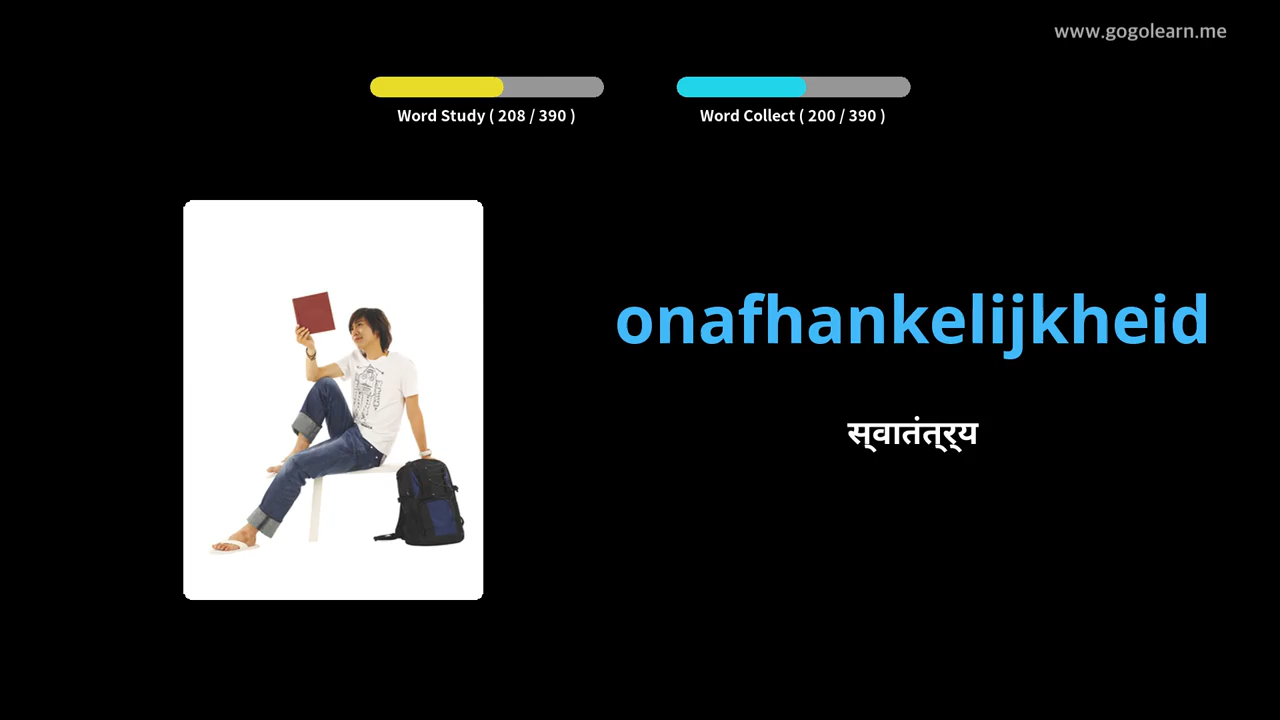 www.gogolearn.me
Word Study ( 208 / 390 )
Word Collect ( 200 / 390 )
onafhankelijkheid
स्वातंत्र्य